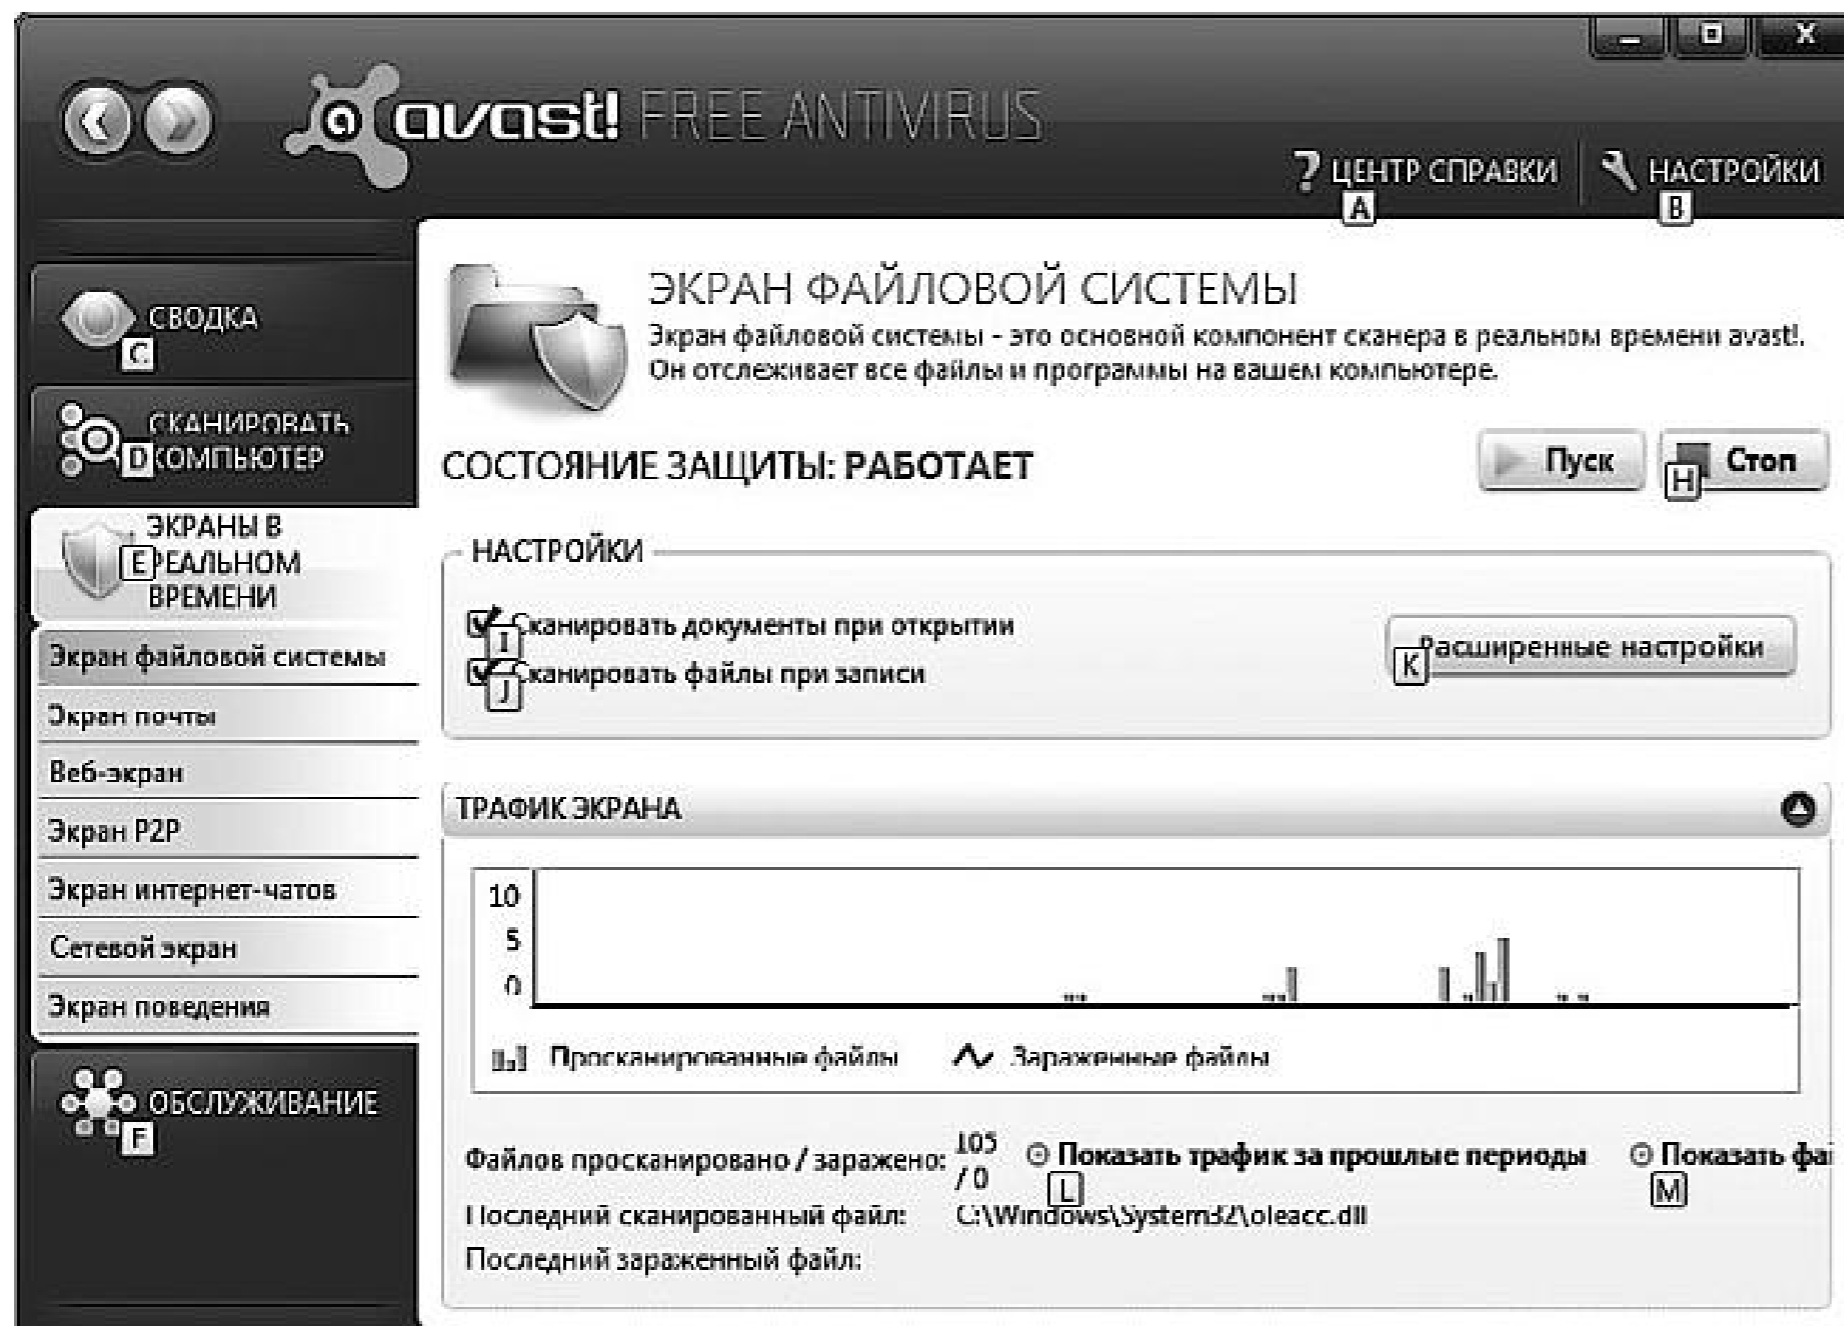 avast! FREE ANTIVIRUS
? ЦЕНТР СПРАВКИ
A
НАСТРОЙКИ
B
СВОДКА
C
СКАНИРОВАТЬ
D КОМПЬЮТЕР
ЭКРАНЫ В
E РЕАЛЬНОМ
ВРЕМЕНИ
Экран файловой системы
Экран почты
Веб-экран
Экран P2P
Экран интернет-чатов
Сетевой экран
Экран поведения
ОБСЛУЖИВАНИЕ
F
ЭКРАН ФАЙЛОВОЙ СИСТЕМЫ
Экран файловой системы - это основной компонент сканера в реальном времени avast!.
Он отслеживает все файлы и программы на вашем компьютере.
СОСТОЯНИЕ ЗАЩИТЫ: РАБОТАЕТ
Пуск
Стоп
H
НАСТРОЙКИ
Сканировать документы при открытии
I
Сканировать файлы при записи
J
Расширенные настройки
K
ТРАФИК ЭКРАНА
10
5
0
Просканированные файлы
Зараженные файлы
Файлов просканировано / заражено: 105 / 0
Показать трафик за прошлые периоды
L
Показать фа
M
Последний сканированный файл: C:\Windows\System32\oleacc.dll
Последний зараженный файл: